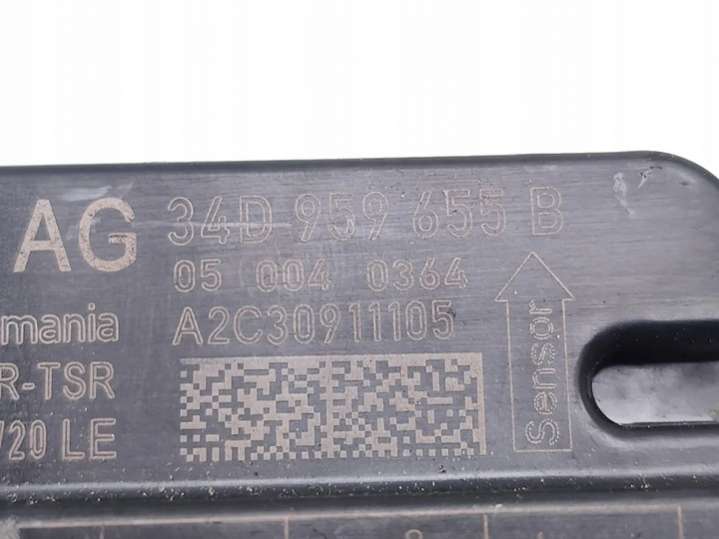 AG 34D 959 655 B
05 004 0364
mania A2C30911105
R-TSR
/20 LE
Sensor